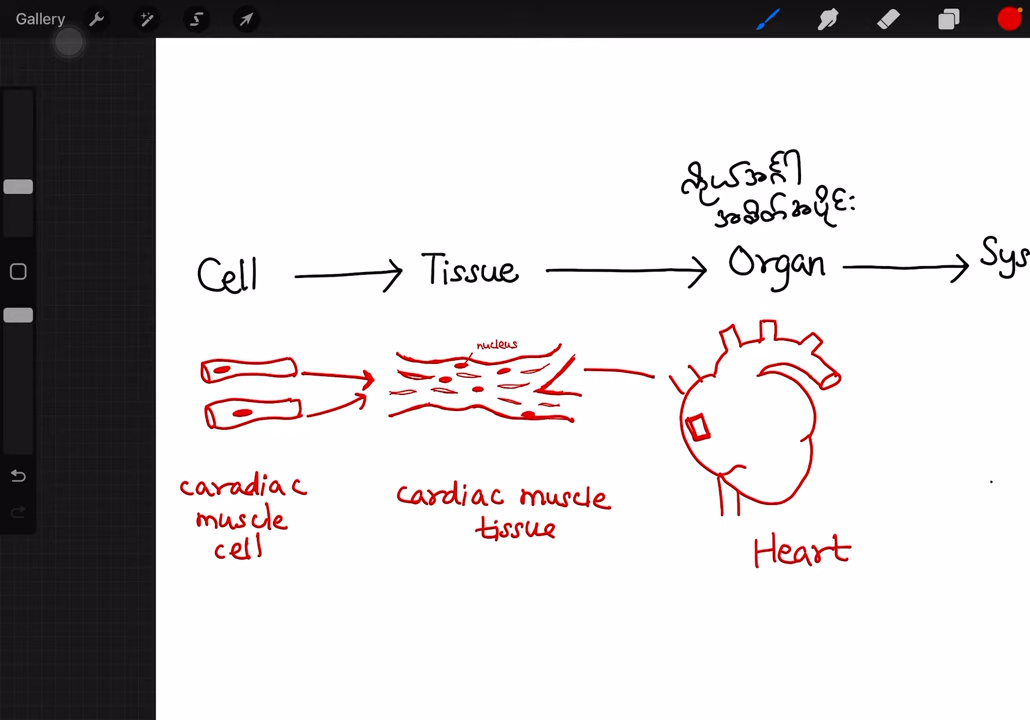 Gallery
ကိုယ်အင်္ဂါ
အစိတ်အပိုင်း
Cell → Tissue → Organ → Sys
nucleus
caradiac
muscle
cell
cardiac muscle
tissue
Heart